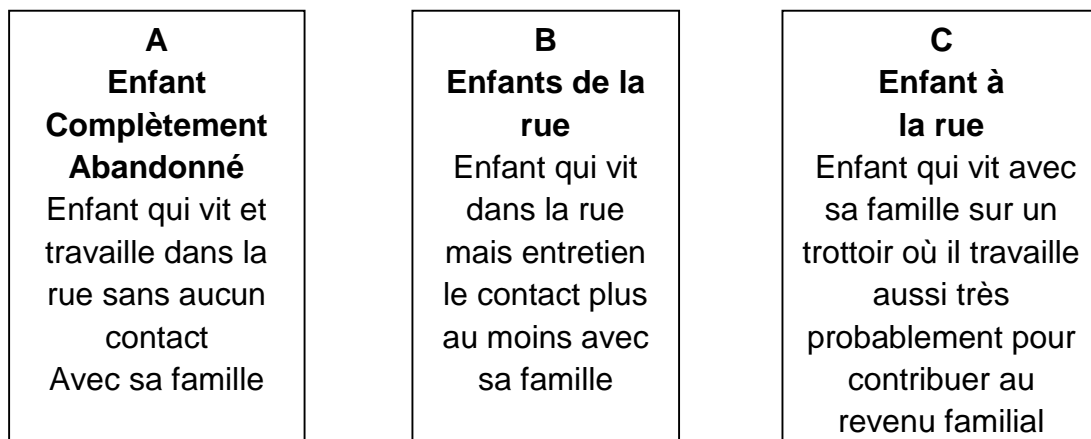 A
Enfant
Complètement
Abandonné
Enfant qui vit et
travaille dans la
rue sans aucun
contact
Avec sa famille
B
Enfants de la
rue
Enfant qui vit
dans la rue
mais entretien
le contact plus
au moins avec
sa famille
C
Enfant à
la rue
Enfant qui vit avec
sa famille sur un
trottoir où il travaille
aussi très
probablement pour
contribuer au
revenu familial